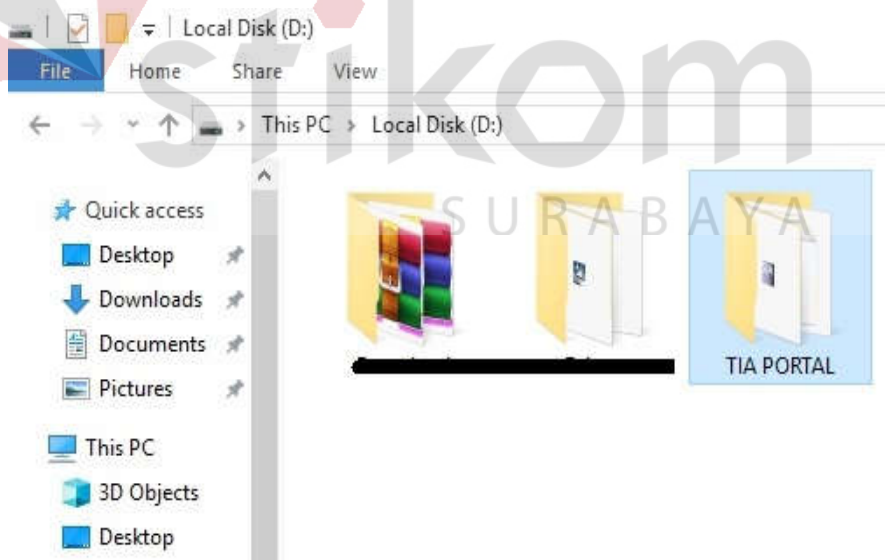 Local Disk (D:)
stikom
File Home Share View
This PC > Local Disk (D:)
SURABAYA
Quick access
Desktop
Downloads
Documents
Pictures
TIA PORTAL
This PC
3D Objects
Desktop